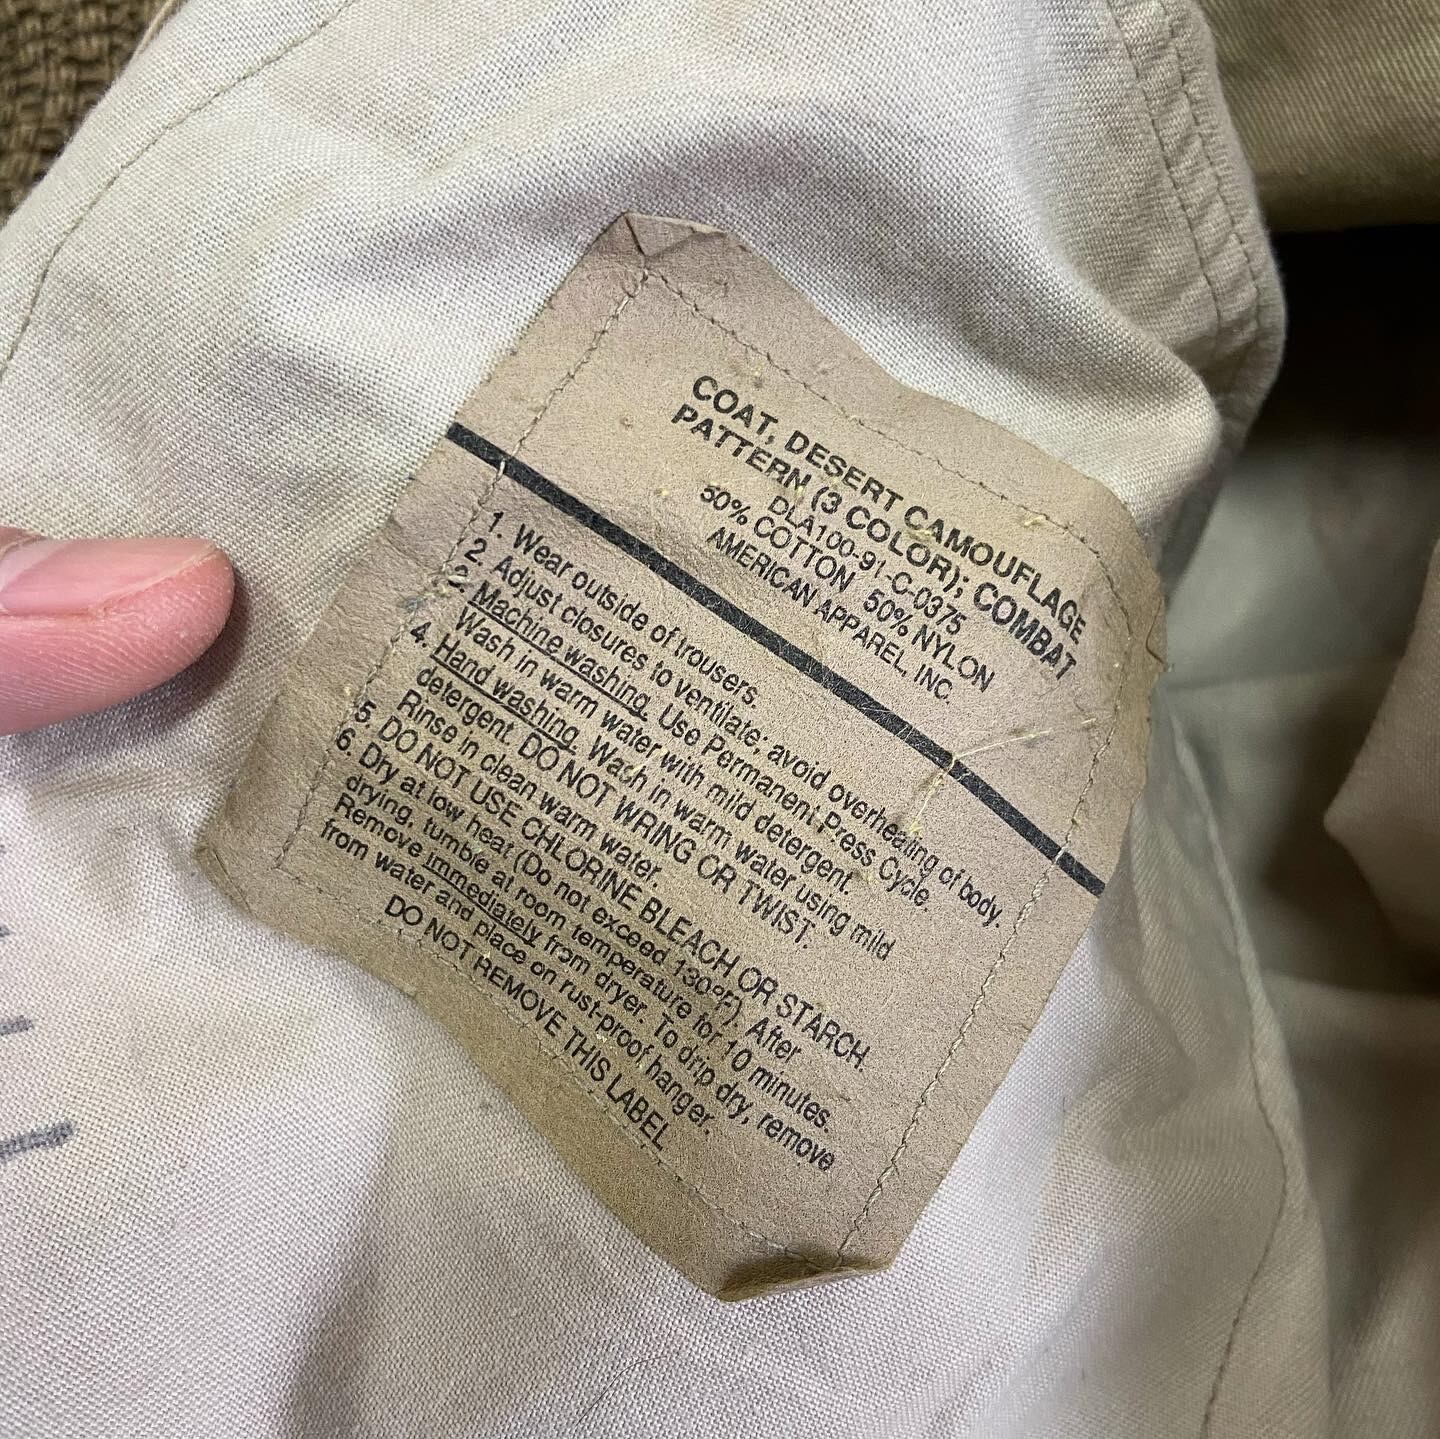 COAT, DESERT CAMOUFLAGE
PATTERN (3 COLOR); COMBAT
DLA100-91-C-0375
50% COTTON 50% NYLON
AMERICAN APPAREL, INC.
1. Wear outside of trousers.
2. Adjust closures to ventilate; avoid overheating of body.
3. Machine washing. Use Permanent Press Cycle.
Wash in warm water with mild detergent.
4. Hand washing. Wash in warm water using mild
detergent. DO NOT WRING OR TWIST.
Rinse in clean warm water.
5. DO NOT USE CHLORINE BLEACH OR STARCH.
6. Dry at low heat (Do not exceed 130°F). After
drying, tumble at room temperature for 10 minutes.
Remove immediately from dryer. To drip dry, remove
from water and place on rust-proof hanger.
DO NOT REMOVE THIS LABEL